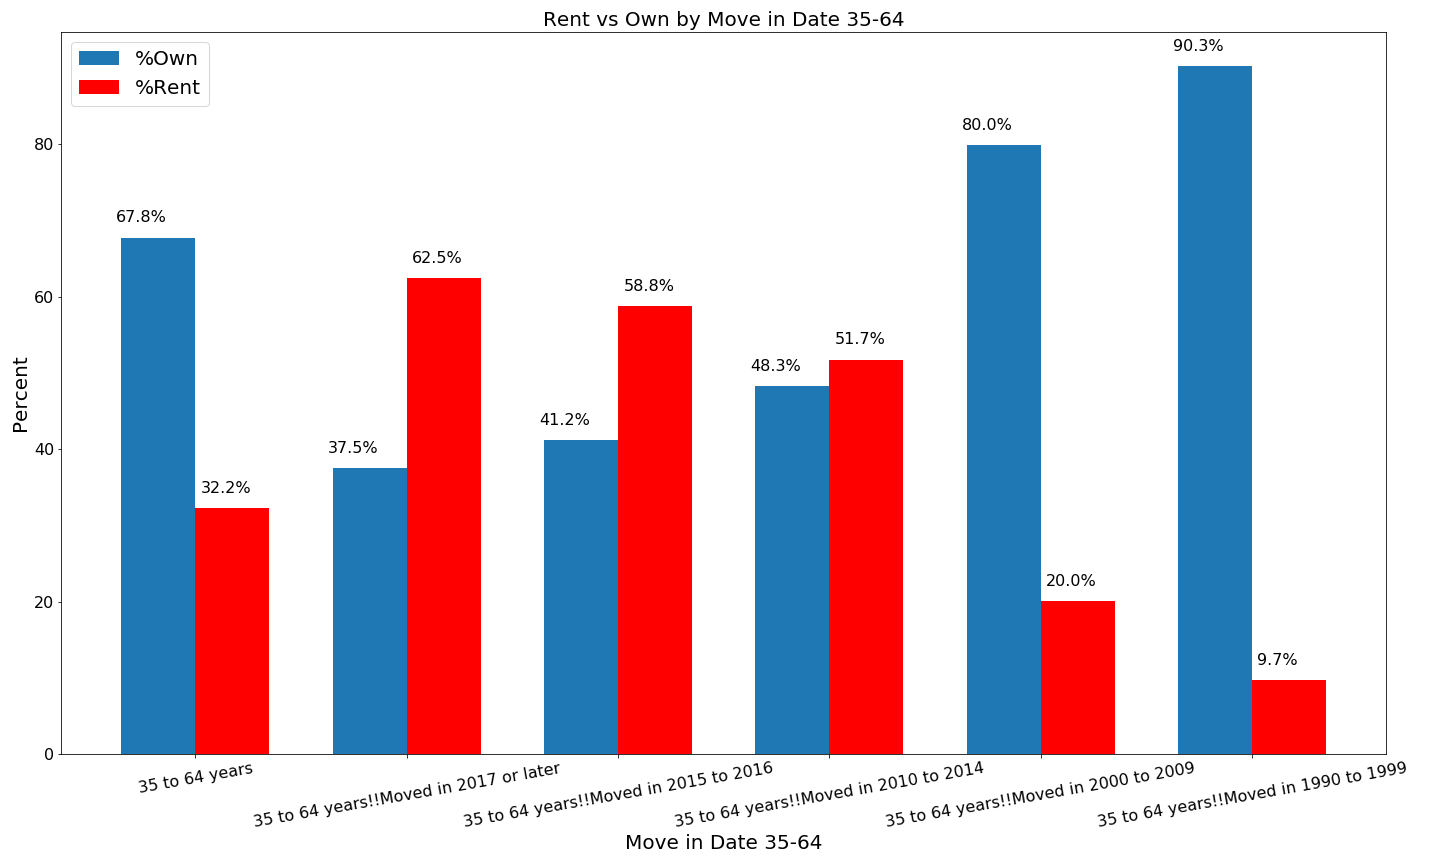 Rent vs Own by Move in Date 35-64
%Own
%Rent
Percent
80
60
40
20
0
67.8%
32.2%
37.5%
62.5%
41.2%
58.8%
48.3%
51.7%
80.0%
20.0%
90.3%
9.7%
35 to 64 years
35 to 64 years!!Moved in 2017 or later
35 to 64 years!!Moved in 2015 to 2016
35 to 64 years!!Moved in 2010 to 2014
35 to 64 years!!Moved in 2000 to 2009
35 to 64 years!!Moved in 1990 to 1999
Move in Date 35-64